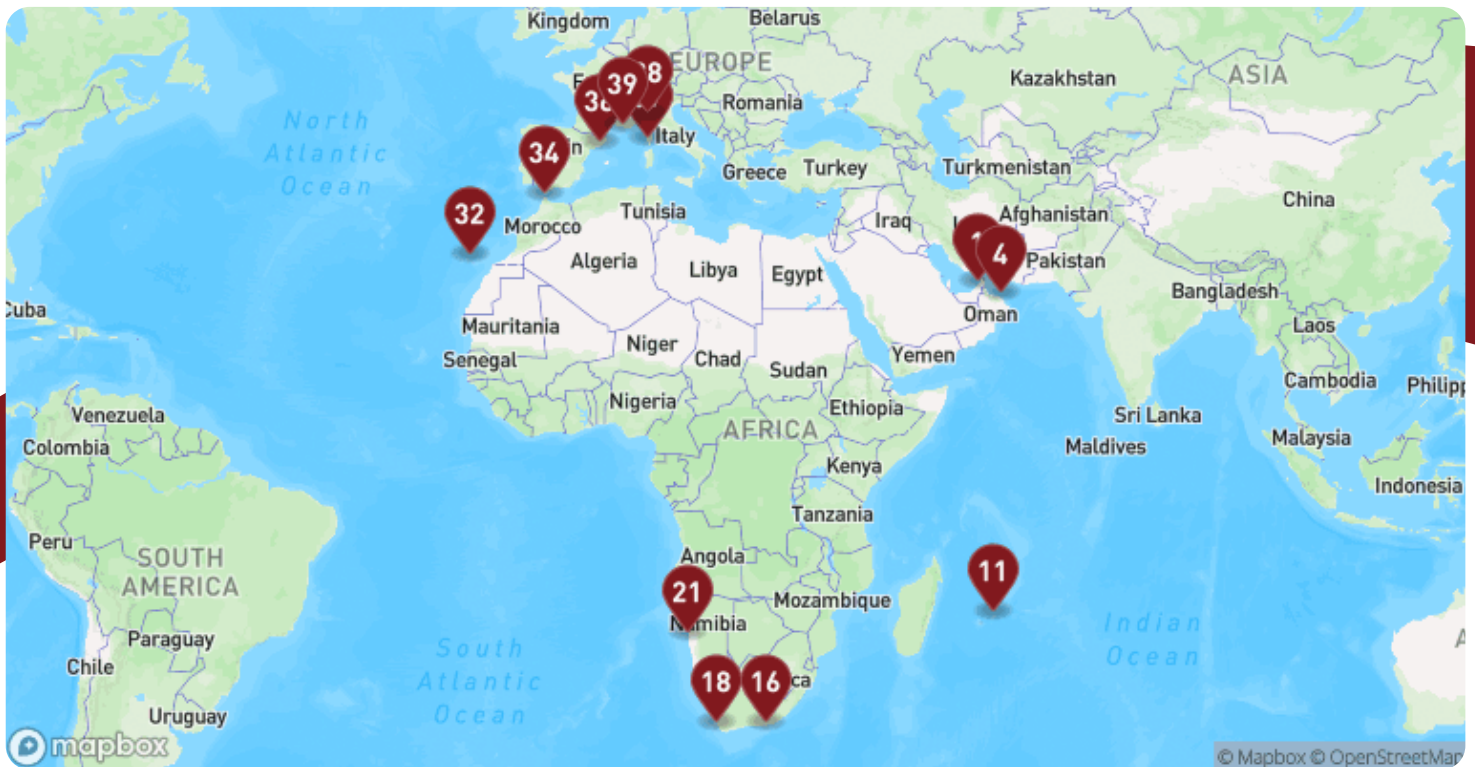 Kingdom
Belarus
EUROPE
ASIA
Kazakhstan
Romania
39
34
Italy
Greece
Turkey
Turkmenistan
North
Atlantic
Ocean
China
32
Morocco
Tunisia
Iraq
Afghanistan
4
Pakistan
Algeria
Libya
Egypt
Bangladesh
Oman
Cuba
Laos
Mauritania
Niger
Chad
Sudan
Yemen
Senegal
Cambodia
Philipp
Nigeria
Ethiopia
Venezuela
Sri Lanka
AFRICA
Colombia
Maldives
Malaysia
Kenya
Indonesia
Tanzania
Peru
SOUTH
AMERICA
Angola
11
21
Mozambique
Namibia
Indian
Ocean
Paraguay
South
Atlantic
Ocean
Chile
18
16
ca
Uruguay
mapbox
© Mapbox © OpenStreetMap